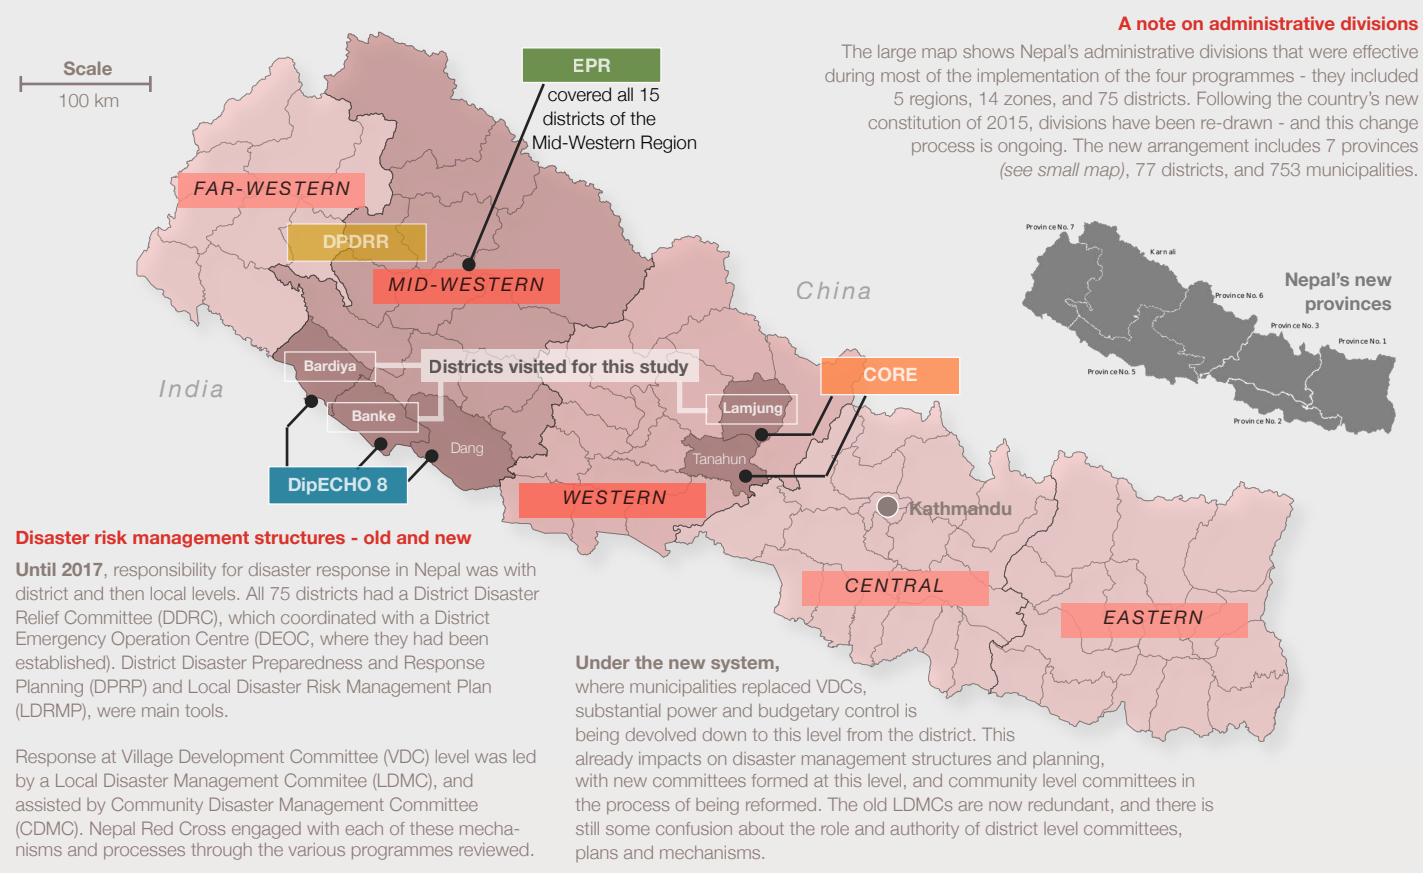 A note on administrative divisions
The large map shows Nepal's administrative divisions that were effective
during most of the implementation of the four programmes - they included
5 regions, 14 zones, and 75 districts. Following the country's new
constitution of 2015, divisions have been re-drawn - and this change
process is ongoing. The new arrangement includes 7 provinces
(see small map), 77 districts, and 753 municipalities.
Scale
100 km
EPR
covered all 15
districts of the
Mid-Western Region
FAR-WESTERN
DPDRR
MID-WESTERN
China
India
Province No. 7
Karnali
Province No. 6
Province No. 3
Province No. 1
Province No. 5
Province No. 2
Nepal's new
provinces
Bardiya
Districts visited for this study
CORE
Banke
Lamjung
Dang
Tanahun
DipECHO 8
WESTERN
Kathmandu
CENTRAL
EASTERN
Disaster risk management structures - old and new
Until 2017, responsibility for disaster response in Nepal was with
district and then local levels. All 75 districts had a District Disaster
Relief Committee (DDRC), which coordinated with a District
Emergency Operation Centre (DEOC, where they had been
established). District Disaster Preparedness and Response
Planning (DPRP) and Local Disaster Risk Management Plan
(LDRMP), were main tools.
Response at Village Development Committee (VDC) level was led
by a Local Disaster Management Commitee (LDMC), and
assisted by Community Disaster Management Committee
(CDMC). Nepal Red Cross engaged with each of these mecha-
nisms and processes through the various programmes reviewed.
Under the new system,
where municipalities replaced VDCs,
substantial power and budgetary control is
being devolved down to this level from the district. This
already impacts on disaster management structures and planning,
with new committees formed at this level, and community level committees in
the process of being reformed. The old LDMCs are now redundant, and there is
still some confusion about the role and authority of district level committees,
plans and mechanisms.